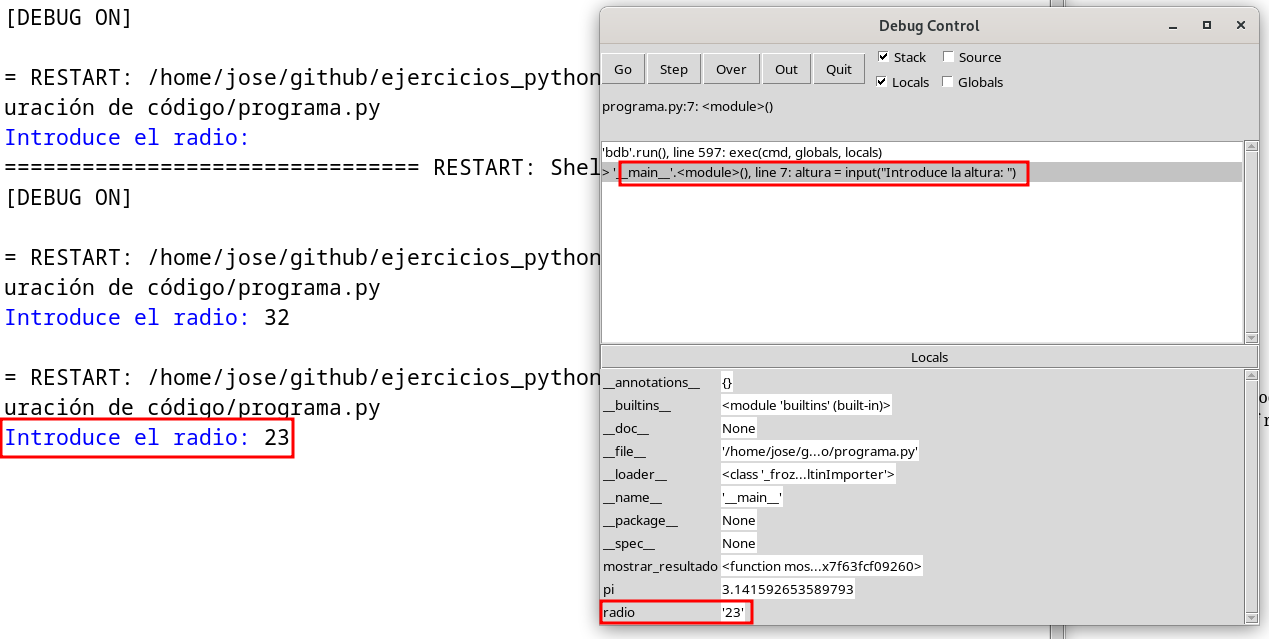 [DEBUG ON]
= RESTART: /home/jose/github/ejercicios_python
uración de código/programa.py
Introduce el radio:
================================ RESTART: Shel
[DEBUG ON]
= RESTART: /home/jose/github/ejercicios_python
uración de código/programa.py
Introduce el radio: 32
= RESTART: /home/jose/github/ejercicios_python
uración de código/programa.py
Introduce el radio: 23
Debug Control
Go Step Over Out Quit
Stack Source
Locals Globals
programa.py:7: <module>()
'bdb'.run(), line 597: exec(cmd, globals, locals)
> '__main__'.<module>(), line 7: altura = input("Introduce la altura: ")
Locals
__annotations__ {}
__builtins__ <module 'builtins' (built-in)>
__doc__ None
__file__ '/home/jose/g...o/programa.py'
__loader__ <class '_froz...ltinImporter'>
__name__ '__main__'
__package__ None
__spec__ None
mostrar_resultado <function mos...x7f63fcf09260>
pi 3.141592653589793
radio '23'